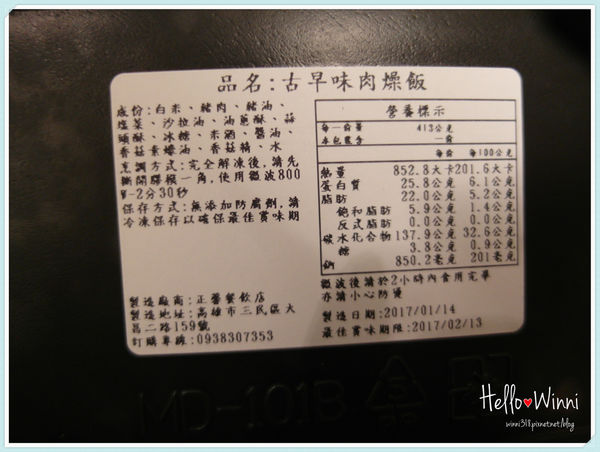 品名:古早味肉燥飯
成份:白米、豬肉、豬油、
鹽菜、沙拉油、油蔥酥、蒜
頭酥、冰糖、米酒、醬油、
香菇素蠔油、香菇精、水
烹調方式:完全解凍後,請先
撕開膠模一角,使用微波800
W-2分30秒
保存方式:無添加防腐劑,請
冷凍保存以確保最佳賞味期
製造廠商:正馨餐飲店
製造地址:高雄市三民區大
昌二路159號
訂購專線:0938307353
營養標示
每一份量 413公克
本包裝含 一份
每份 每100公克
熱量 852.8大卡 201.6大卡
蛋白質 25.8公克 6.1公克
脂肪 22.0公克 5.2公克
飽和脂肪 5.9公克 1.4公克
反式脂肪 0.0公克 0公克
碳水化合物 137.9公克 32.6公克
糖 3.8公克 0.9公克
鈉 850.2毫克 201毫克
微波後請於2小時內食用完畢
亦請小心防燙
製造日期:2017/01/14
最佳賞味期限:2017/02/13
MD-101B
Hello♥Winni
winni318.pixnet.net/blog